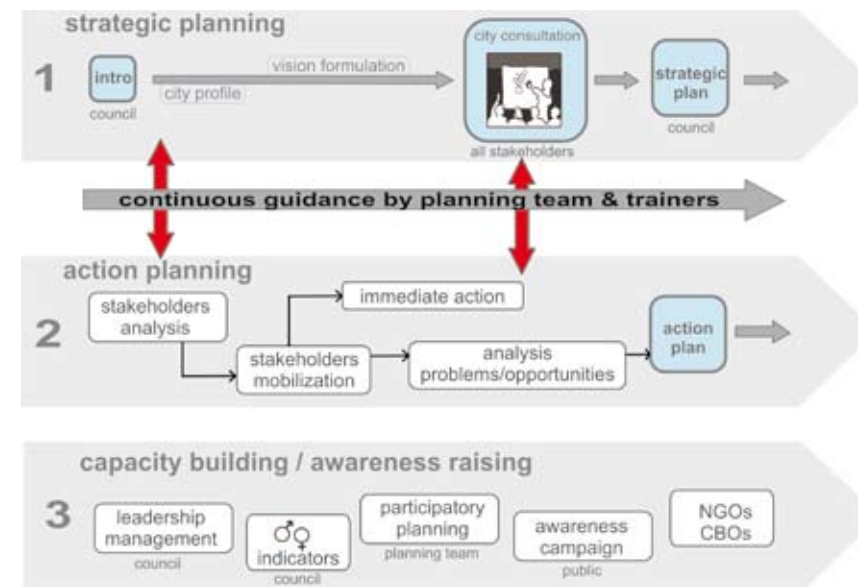 strategic planning
1
intro
council
city profile
vision formulation
city consultation
all stakeholders
strategic
plan
council
continuous guidance by planning team & trainers
action planning
2
stakeholders
analysis
stakeholders
mobilization
immediate action
analysis
problems/opportunities
action
plan
capacity building / awareness raising
3
leadership
management
council
indicators
council
participatory
planning
planning team
awareness
campaign
public
NGOs
CBOs